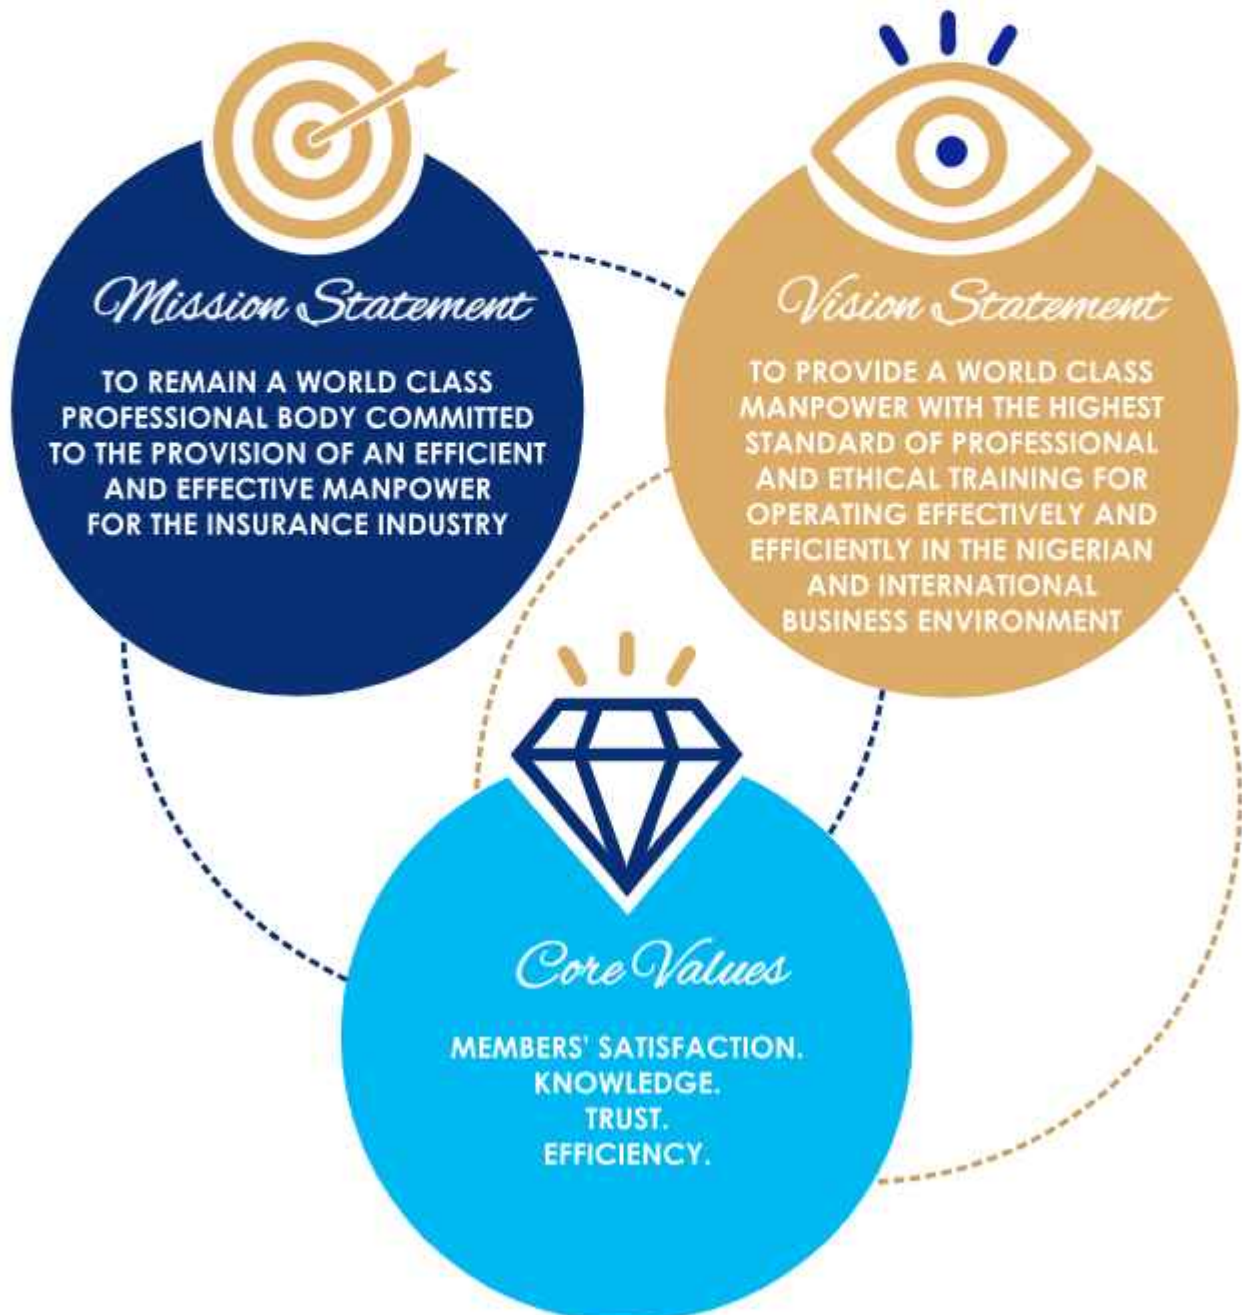 Mission Statement
TO REMAIN A WORLD CLASS
PROFESSIONAL BODY COMMITTED
TO THE PROVISION OF AN EFFICIENT
AND EFFECTIVE MANPOWER
FOR THE INSURANCE INDUSTRY
Vision Statement
TO PROVIDE A WORLD CLASS
MANPOWER WITH THE HIGHEST
STANDARD OF PROFESSIONAL
AND ETHICAL TRAINING FOR
OPERATING EFFECTIVELY AND
EFFICIENTLY IN THE NIGERIAN
AND INTERNATIONAL
BUSINESS ENVIRONMENT
Core Values
MEMBERS' SATISFACTION.
KNOWLEDGE.
TRUST.
EFFICIENCY.